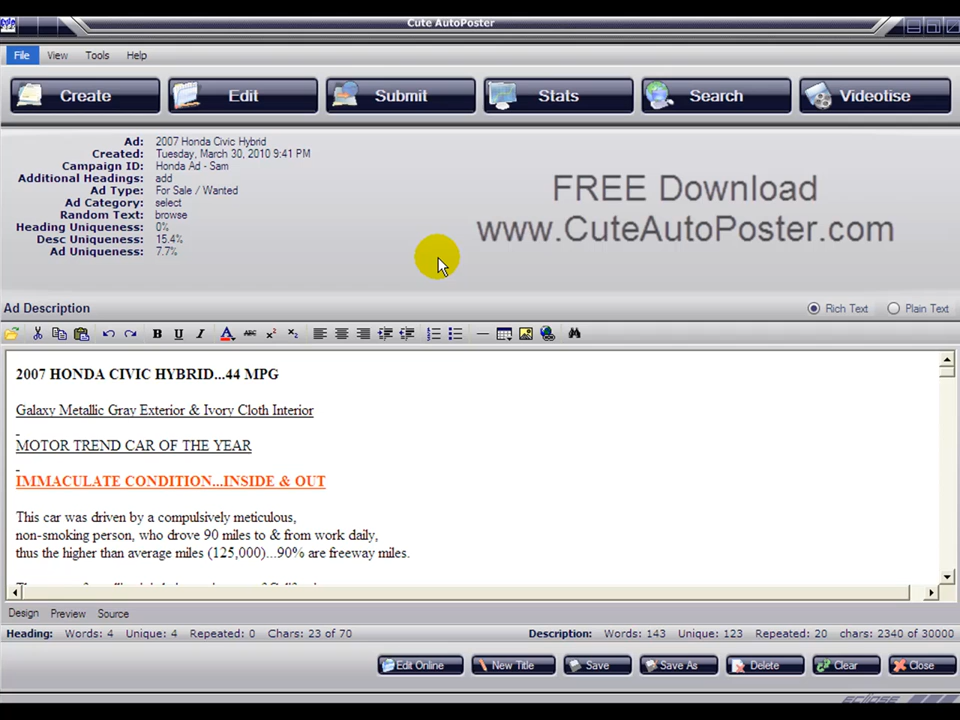 Cute AutoPoster
File View Tools Help
Create Edit Submit Stats Search Videotise
Ad: 2007 Honda Civic Hybrid
Created: Tuesday, March 30, 2010 9:41 PM
Campaign ID: Honda Ad - Sam
Additional Headings: add
Ad Type: For Sale / Wanted
Ad Category: select
Random Text: browse
Heading Uniqueness: 0%
Desc Uniqueness: 15.4%
Ad Uniqueness: 7.7%
FREE Download
www.CuteAutoPoster.com
Ad Description Rich Text Plain Text
2007 HONDA CIVIC HYBRID...44 MPG
Galaxy Metallic Gray Exterior & Ivory Cloth Interior
MOTOR TREND CAR OF THE YEAR
IMMACULATE CONDITION...INSIDE & OUT
This car was driven by a compulsively meticulous,
non-smoking person, who drove 90 miles to & from work daily,
thus the higher than average miles (125,000)...90% are freeway miles.
Design Preview Source
Heading: Words: 4 Unique: 4 Repeated: 0 Chars: 23 of 70 Description: Words: 143 Unique: 123 Repeated: 20 chars: 2340 of 30000
Edit Online New Title Save Save As Delete Clear Close
eclipse